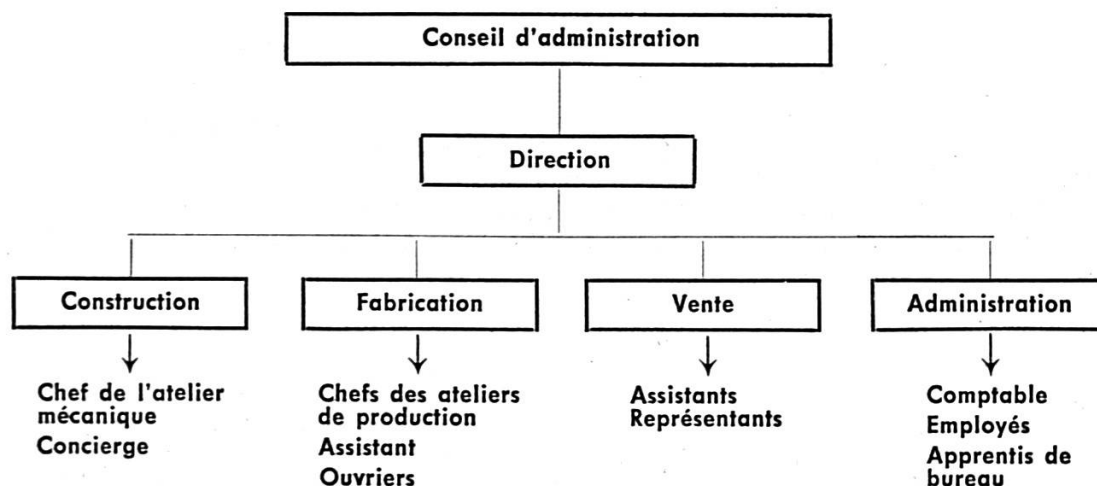 Conseil d'administration
Direction
Construction
Fabrication
Vente
Administration
Chef de l'atelier
mécanique
Concierge
Chefs des ateliers
de production
Assistant
Ouvriers
Assistants
Représentants
Comptable
Employés
Apprentis de
bureau